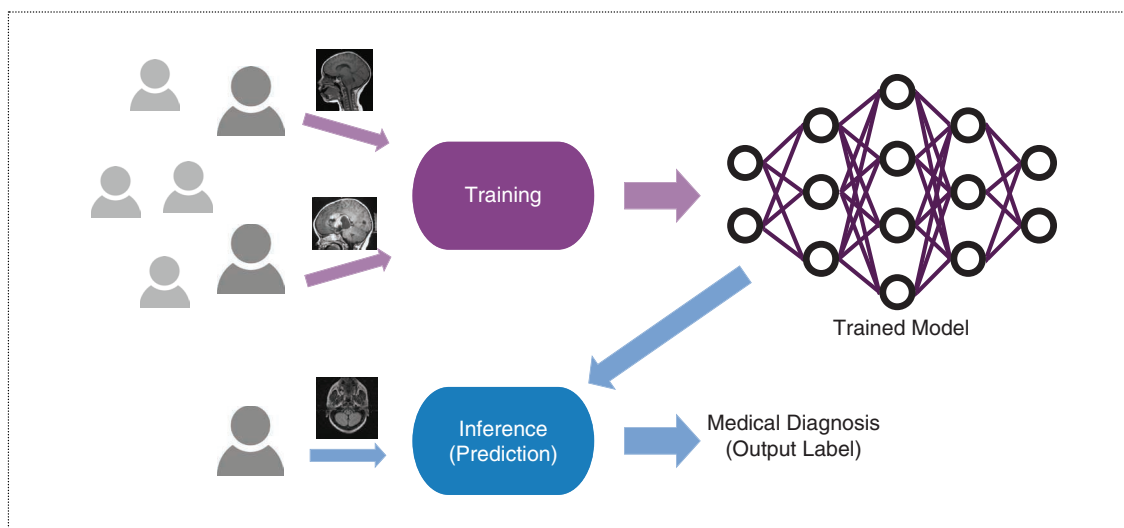 Training
Trained Model
Inference
(Prediction)
Medical Diagnosis
(Output Label)